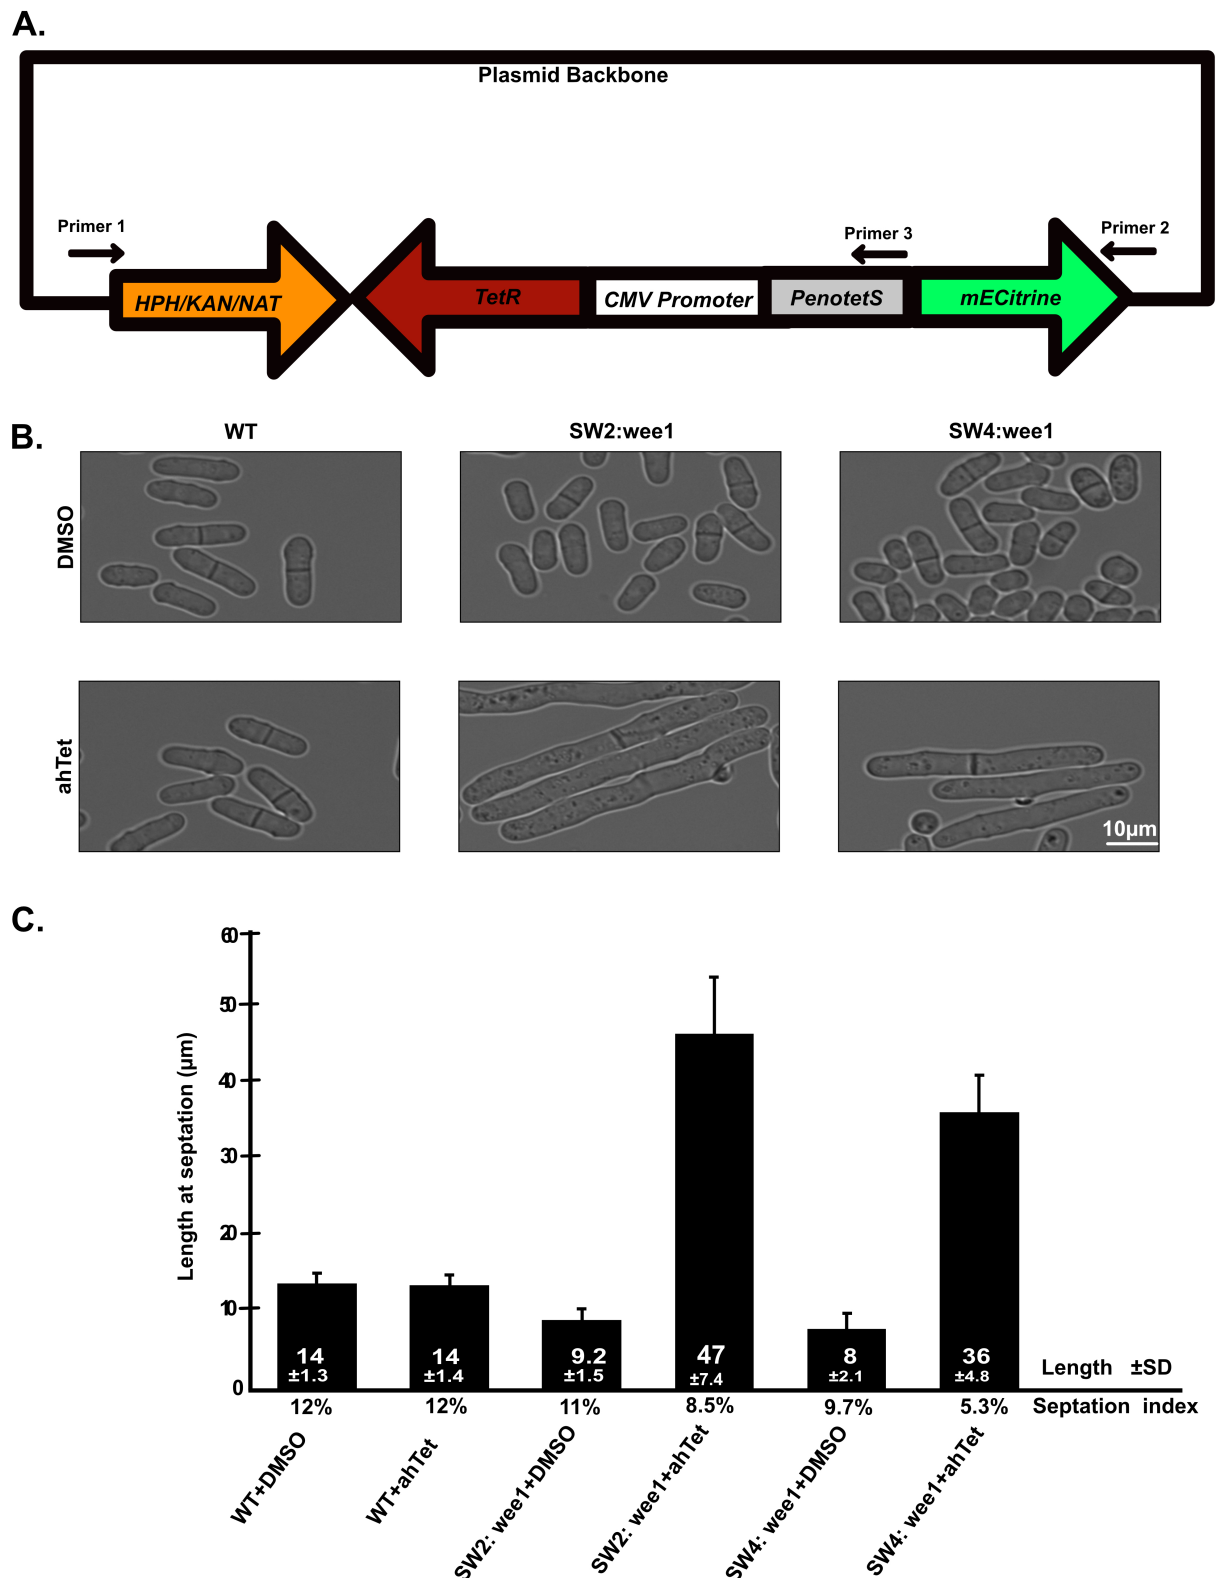 A.
Plasmid Backbone
Primer 1
Primer 3
Primer 2
HPH/KAN/NAT
TetR
CMV Promoter
PenotetS
mECitrine
B.
WT
SW2:wee1
SW4:wee1
DMSO
ahTet
10µm
C.
Length at septation (µm)
60
50
40
30
20
10
0
14
±1.3
14
±1.4
9.2
±1.5
47
±7.4
8
±2.1
36
±4.8
Length ±SD
12%
12%
11%
8.5%
9.7%
5.3%
Septation index
WT+DMSO
WT+ahTet
SW2: wee1+DMSO
SW2: wee1+ahTet
SW4: wee1+DMSO
SW4: wee1+ahTet